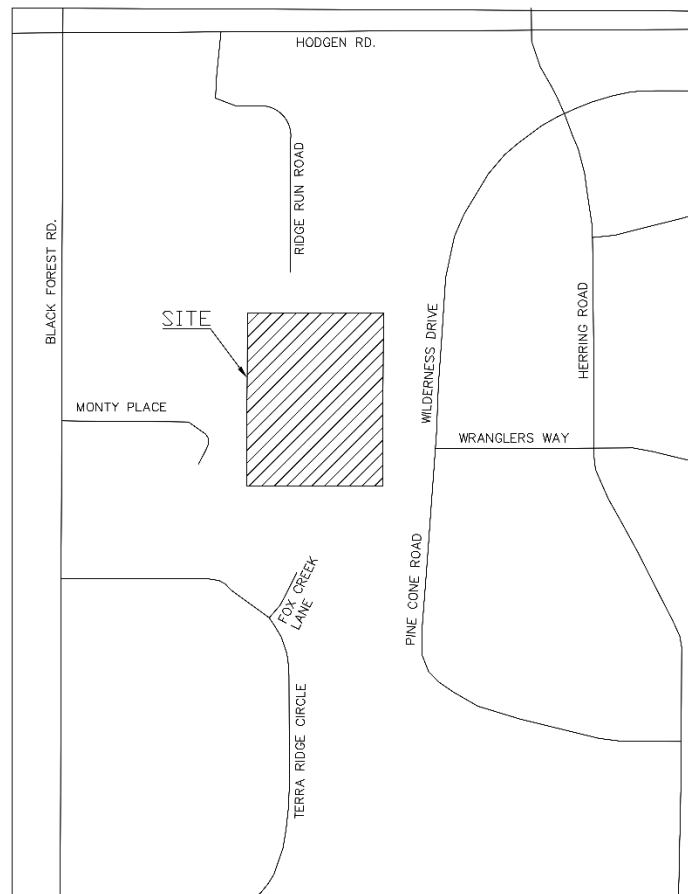 HODGEN RD.
RIDGE RUN ROAD
BLACK FOREST RD.
SITE
WILDERNESS DRIVE
HERRING ROAD
MONTY PLACE
WRANGLERS WAY
PINE CONE ROAD
FOX CREEK
LANE
TERRA RIDGE CIRCLE